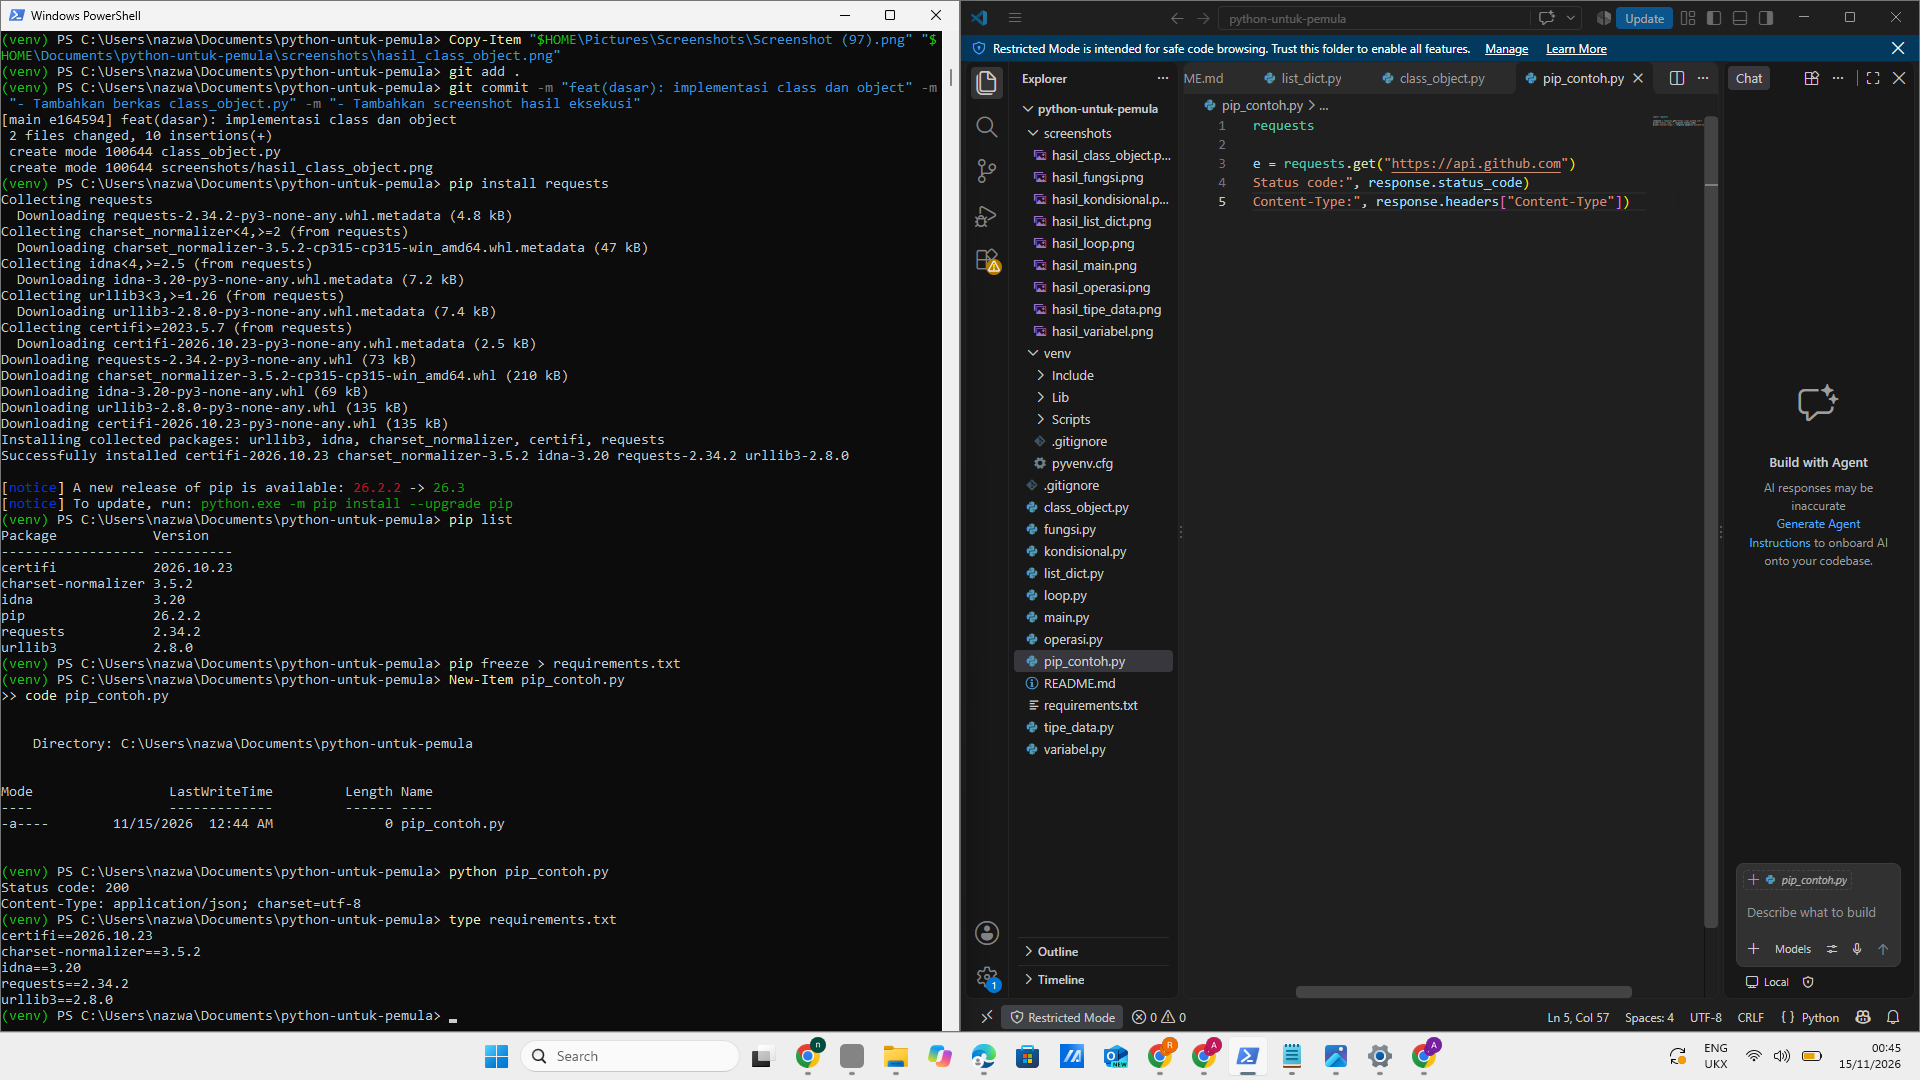 Windows PowerShell
(venv) PS C:\Users\nazwa\Documents\python-untuk-pemula> Copy-Item "$HOME\Pictures\Screenshots\Screenshot (97).png" "$
HOME\Documents\python-untuk-pemula\screenshots\hasil_class_object.png"
(venv) PS C:\Users\nazwa\Documents\python-untuk-pemula> git add .
(venv) PS C:\Users\nazwa\Documents\python-untuk-pemula> git commit -m "feat(dasar): implementasi class dan object" -m
"- Tambahkan berkas class_object.py" -m "- Tambahkan screenshot hasil eksekusi"
[main e164594] feat(dasar): implementasi class dan object
2 files changed, 10 insertions(+)
create mode 100644 class_object.py
create mode 100644 screenshots/hasil_class_object.png
(venv) PS C:\Users\nazwa\Documents\python-untuk-pemula> pip install requests
Collecting requests
Downloading requests-2.34.2-py3-none-any.whl.metadata (4.8 kB)
Collecting charset_normalizer<4,>=2 (from requests)
Downloading charset_normalizer-3.5.2-cp315-cp315-win_amd64.whl.metadata (47 kB)
Collecting idna<4,>=2.5 (from requests)
Downloading idna-3.20-py3-none-any.whl.metadata (7.2 kB)
Collecting urllib3<3,>=1.26 (from requests)
Downloading urllib3-2.8.0-py3-none-any.whl.metadata (7.4 kB)
Collecting certifi>=2023.5.7 (from requests)
Downloading certifi-2026.10.23-py3-none-any.whl.metadata (2.5 kB)
Downloading requests-2.34.2-py3-none-any.whl (73 kB)
Downloading charset_normalizer-3.5.2-cp315-cp315-win_amd64.whl (210 kB)
Downloading idna-3.20-py3-none-any.whl (69 kB)
Downloading urllib3-2.8.0-py3-none-any.whl (135 kB)
Downloading certifi-2026.10.23-py3-none-any.whl (135 kB)
Installing collected packages: urllib3, idna, charset_normalizer, certifi, requests
Successfully installed certifi-2026.10.23 charset_normalizer-3.5.2 idna-3.20 requests-2.34.2 urllib3-2.8.0
[notice] A new release of pip is available: 26.2.2 -> 26.3
[notice] To update, run: python.exe -m pip install --upgrade pip
(venv) PS C:\Users\nazwa\Documents\python-untuk-pemula> pip list
Package Version
------------------ ----------
certifi 2026.10.23
charset-normalizer 3.5.2
idna 3.20
pip 26.2.2
requests 2.34.2
urllib3 2.8.0
(venv) PS C:\Users\nazwa\Documents\python-untuk-pemula> pip freeze > requirements.txt
(venv) PS C:\Users\nazwa\Documents\python-untuk-pemula> New-Item pip_contoh.py
>> code pip_contoh.py
Directory: C:\Users\nazwa\Documents\python-untuk-pemula
Mode LastWriteTime Length Name
---- ------------- ------ ----
-a---- 11/15/2026 12:44 AM 0 pip_contoh.py
(venv) PS C:\Users\nazwa\Documents\python-untuk-pemula> python pip_contoh.py
Status code: 200
Content-Type: application/json; charset=utf-8
(venv) PS C:\Users\nazwa\Documents\python-untuk-pemula> type requirements.txt
certifi==2026.10.23
charset-normalizer==3.5.2
idna==3.20
requests==2.34.2
urllib3==2.8.0
(venv) PS C:\Users\nazwa\Documents\python-untuk-pemula>
python-untuk-pemula
Update
Restricted Mode is intended for safe code browsing. Trust this folder to enable all features. Manage Learn More
Explorer
python-untuk-pemula
screenshots
hasil_class_object.p...
hasil_fungsi.png
hasil_kondisional.p...
hasil_list_dict.png
hasil_loop.png
hasil_main.png
hasil_operasi.png
hasil_tipe_data.png
hasil_variabel.png
venv
Include
Lib
Scripts
.gitignore
pyvenv.cfg
.gitignore
class_object.py
fungsi.py
kondisional.py
list_dict.py
loop.py
main.py
operasi.py
pip_contoh.py
README.md
requirements.txt
tipe_data.py
variabel.py
Outline
Timeline
ME.md list_dict.py class_object.py pip_contoh.py
pip_contoh.py > ...
1 requests
2
3 e = requests.get("https://api.github.com")
4 Status code:", response.status_code)
5 Content-Type:", response.headers["Content-Type"])
Chat
Build with Agent
AI responses may be
inaccurate
Generate Agent
Instructions to onboard AI
onto your codebase.
pip_contoh.py
Describe what to build
Models
Local
1
Restricted Mode 0 0
Ln 5, Col 57 Spaces: 4 UTF-8 CRLF { } Python
Search
n
NEW
R
A
A
ENG
UKX
00:45
15/11/2026